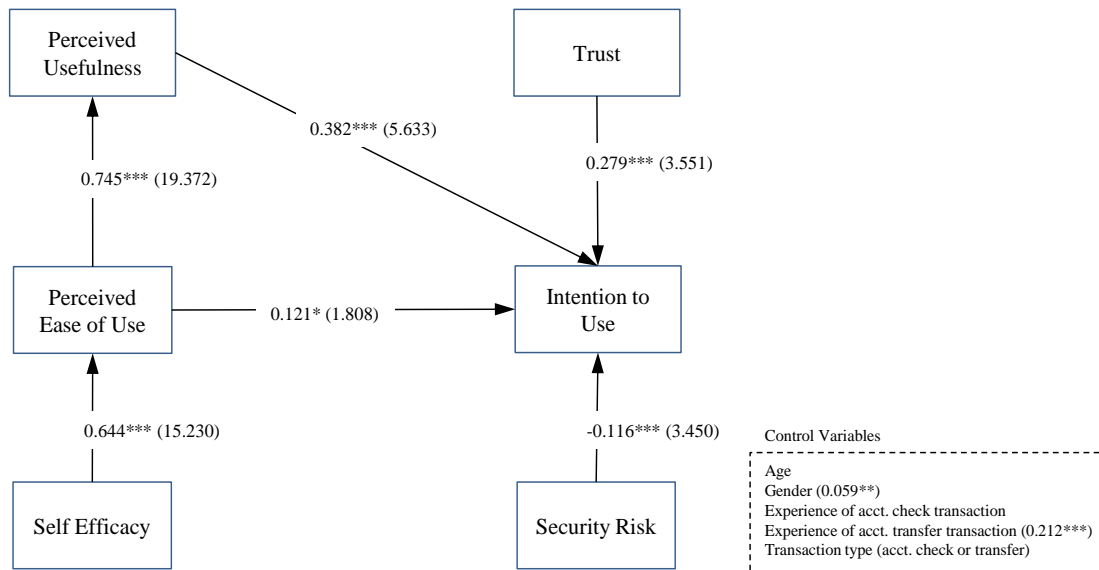 Perceived
Usefulness
Trust
0.382*** (5.633)
0.279*** (3.551)
0.745*** (19.372)
Perceived
Ease of Use
0.121* (1.808)
Intention to
Use
0.644*** (15.230)
-0.116*** (3.450)
Self Efficacy
Security Risk
Control Variables
Age
Gender (0.059**)
Experience of acct. check transaction
Experience of acct. transfer transaction (0.212***)
Transaction type (acct. check or transfer)